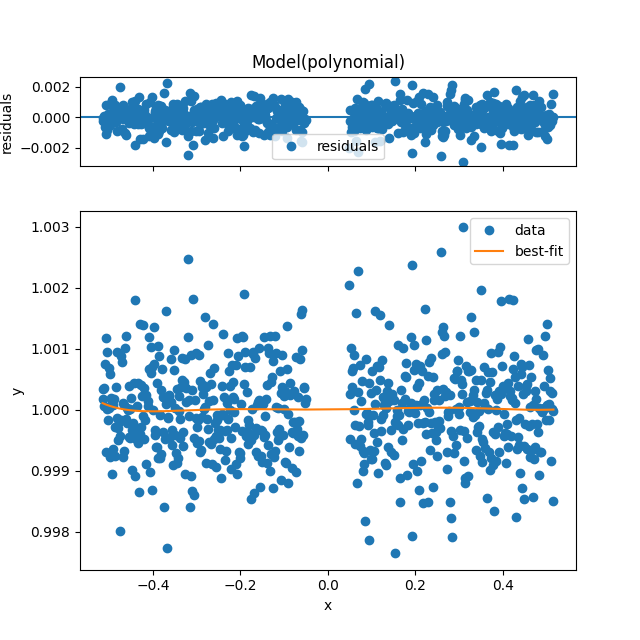 Model(polynomial)
0.002
0.000
−0.002
residuals
residuals
1.003
1.002
1.001
1.000
0.999
0.998
y
data
best-fit
−0.4
−0.2
0.0
0.2
0.4
x